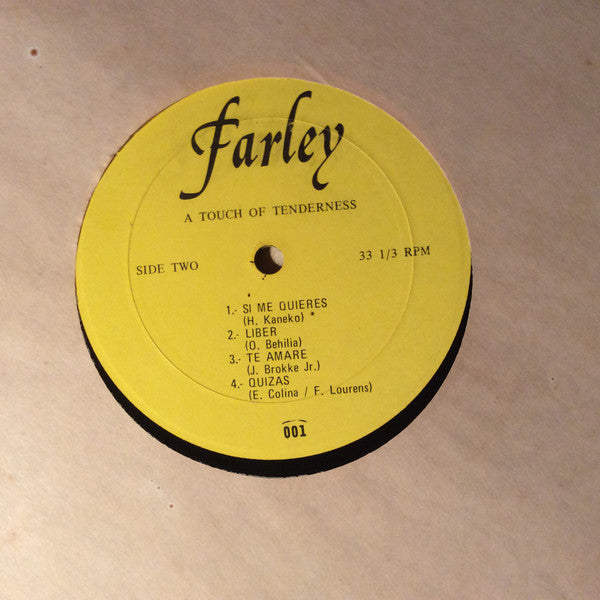 Farley
A TOUCH OF TENDERNESS
SIDE TWO
33 1/3 RPM
1.- SI ME QUIERES
(H. Kaneko) *
2.- LIBER
(O. Behilia)
3.- TE AMARE
(J. Brokke Jr.)
4.- QUIZAS
(E. Colina / F. Lourens)
001